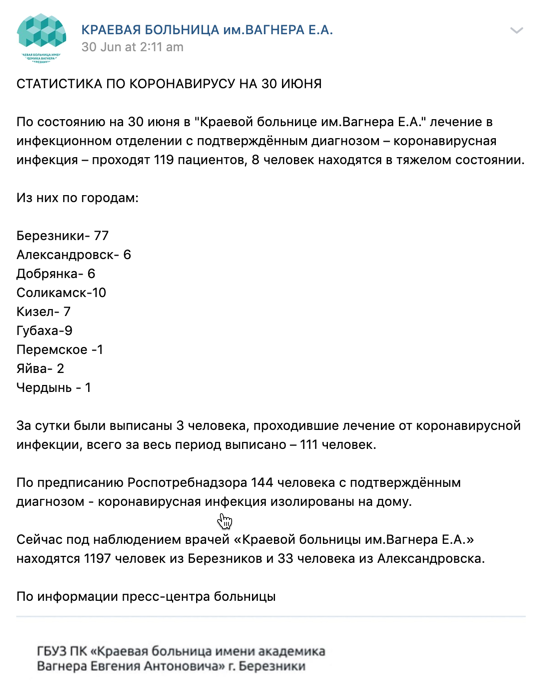 КРАЕВАЯ БОЛЬНИЦА им.ВАГНЕРА Е.А.
30 Jun at 2:11 am
СТАТИСТИКА ПО КОРОНАВИРУСУ НА 30 ИЮНЯ
По состоянию на 30 июня в "Краевой больнице им.Вагнера Е.А." лечение в
инфекционном отделении с подтверждённым диагнозом – коронавирусная
инфекция – проходят 119 пациентов, 8 человек находятся в тяжелом состоянии.
Из них по городам:
Березники- 77
Александровск- 6
Добрянка- 6
Соликамск-10
Кизел- 7
Губаха-9
Перемское -1
Яйва- 2
Чердынь - 1
За сутки были выписаны 3 человека, проходившие лечение от коронавирусной
инфекции, всего за весь период выписано – 111 человек.
По предписанию Роспотребнадзора 144 человека с подтверждённым
диагнозом - коронавирусная инфекция изолированы на дому.
Сейчас под наблюдением врачей «Краевой больницы им.Вагнера Е.А.»
находятся 1197 человек из Березников и 33 человека из Александровска.
По информации пресс-центра больницы
ГБУЗ ПК «Краевая больница имени академика
Вагнера Евгения Антоновича» г. Березники